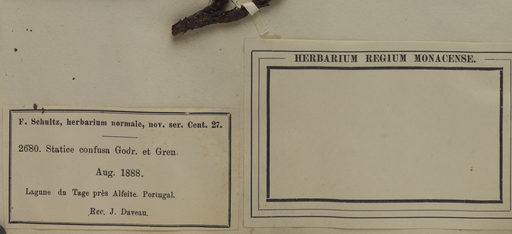 HERBARIUM REGIUM MONACENSE.
F. Schultz, herbarium normale, nov. ser. Cent. 27.
2680. Statice confusa Godr. et Gren.
Aug. 1888.
Lagune du Tage près Alfeite. Portugal.
Rec. J. Daveau.